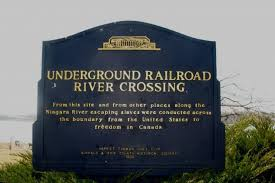 UNDERGROUND RAILROAD
RIVER CROSSING
From this site and from other places along the
Niagara River escaping slaves were conducted across
the boundary from the United States to
freedom in Canada